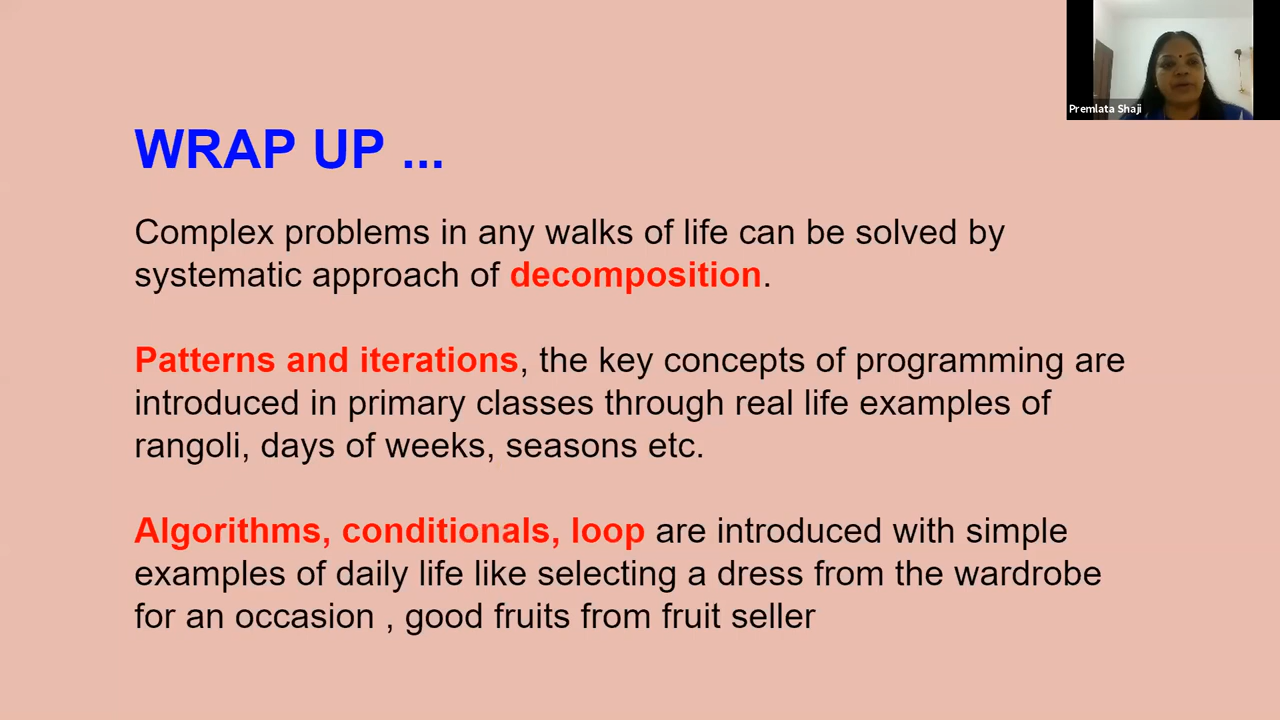 Premlata Shaji
WRAP UP ...
Complex problems in any walks of life can be solved by
systematic approach of decomposition.
Patterns and iterations, the key concepts of programming are
introduced in primary classes through real life examples of
rangoli, days of weeks, seasons etc.
Algorithms, conditionals, loop are introduced with simple
examples of daily life like selecting a dress from the wardrobe
for an occasion , good fruits from fruit seller